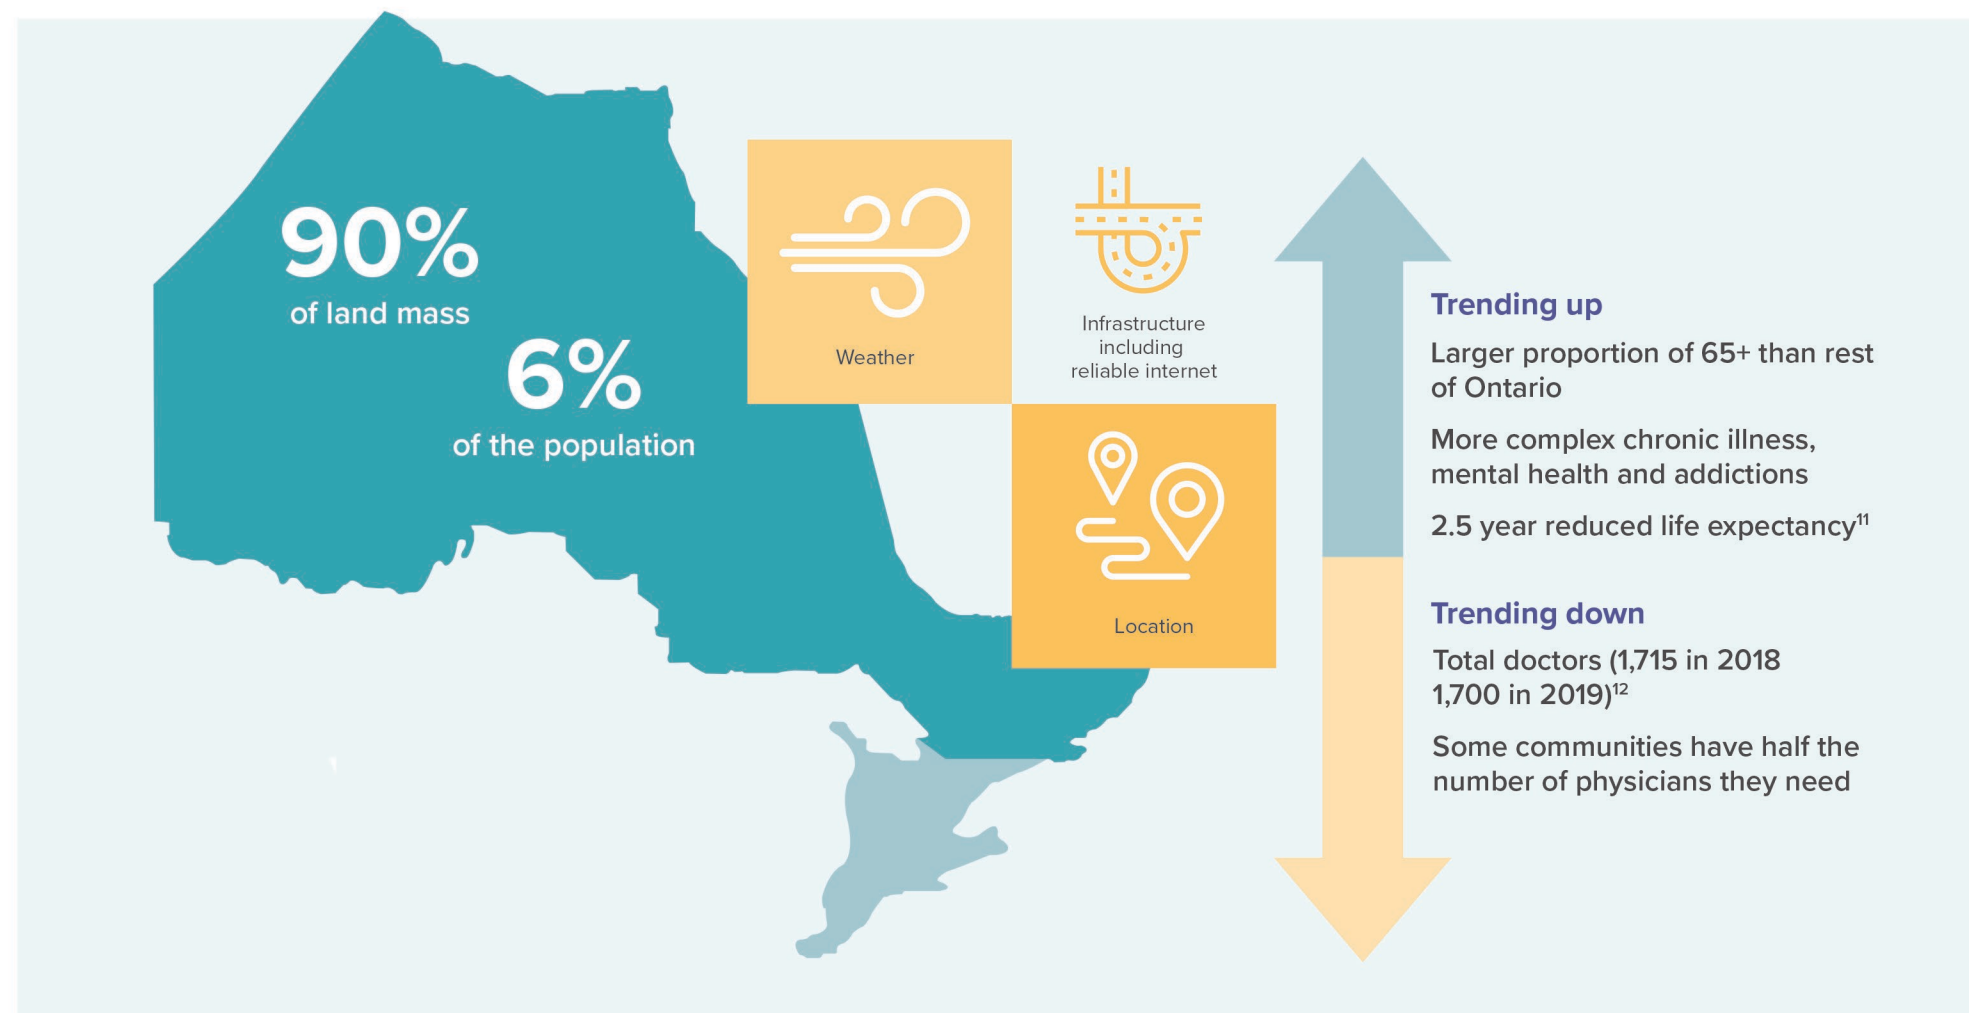 90%
of land mass
6%
of the population
Weather
Infrastructure
including
reliable internet
Location
Trending up
Larger proportion of 65+ than rest
of Ontario
More complex chronic illness,
mental health and addictions
2.5 year reduced life expectancy¹¹
Trending down
Total doctors (1,715 in 2018
1,700 in 2019)¹²
Some communities have half the
number of physicians they need